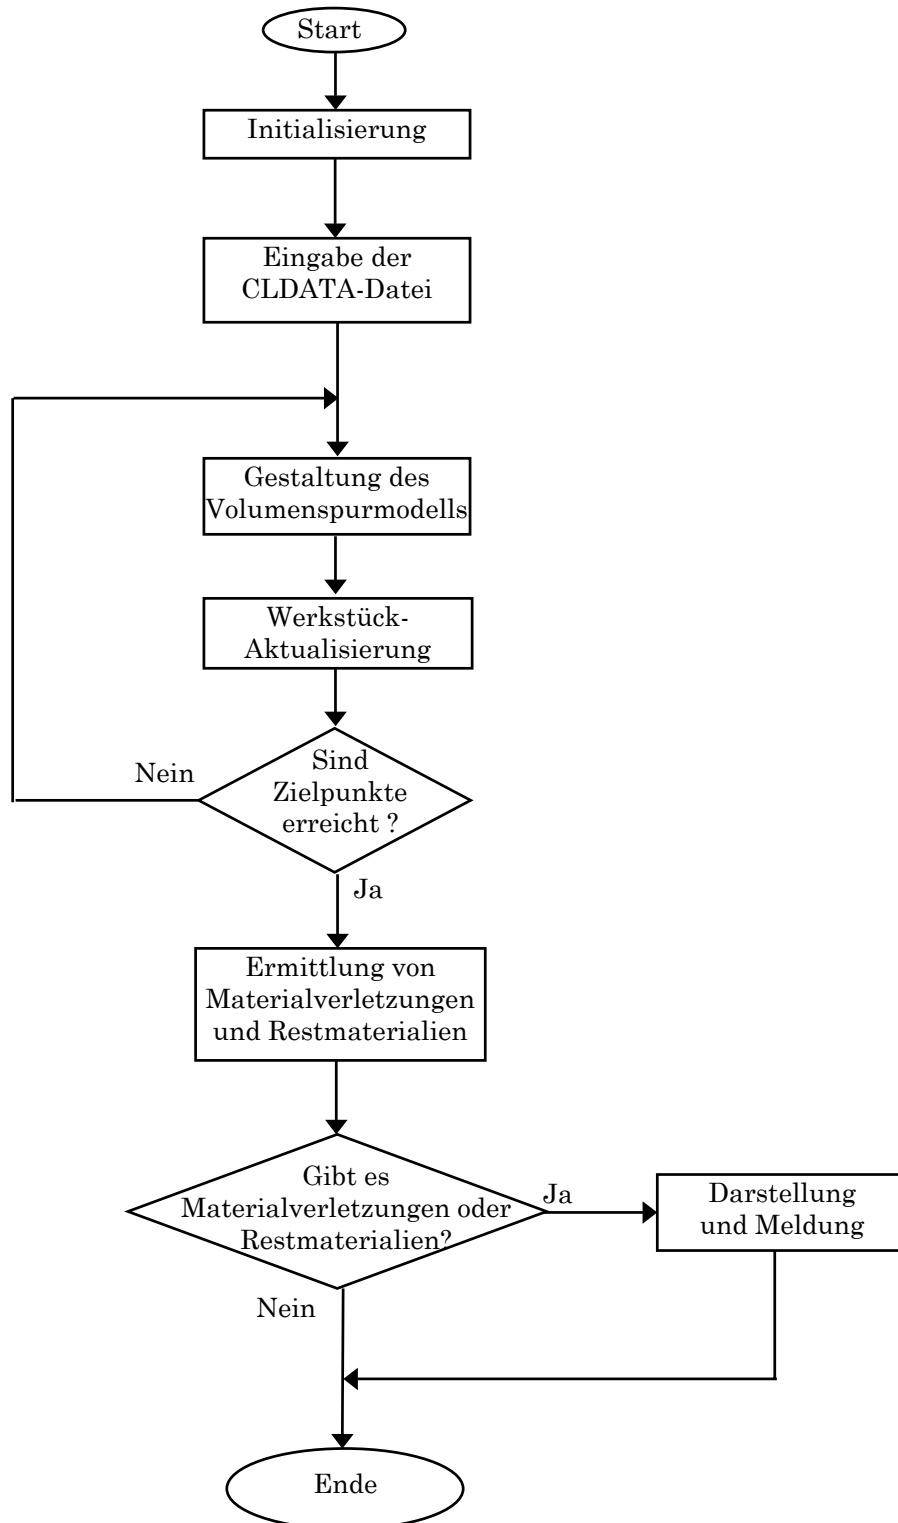 Start
Initialisierung
Eingabe der
CLDATA-Datei
Gestaltung des
Volumenspurmodells
Werkstück-
Aktualisierung
Sind
Zielpunkte
erreicht ?
Nein
Ja
Ermittlung von
Materialverletzungen
und Restmaterialien
Gibt es
Materialverletzungen oder
Restmaterialien?
Ja
Darstellung
und Meldung
Nein
Ende